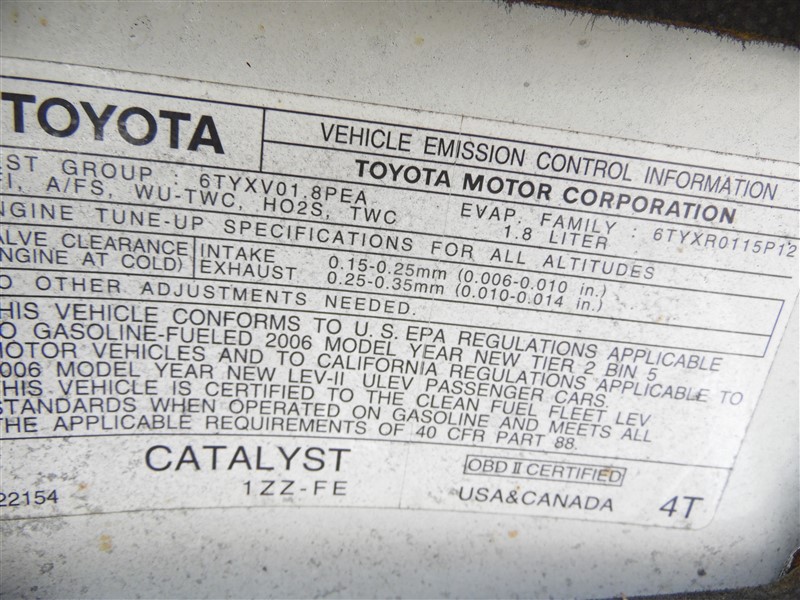 TOYOTA
VEHICLE EMISSION CONTROL INFORMATION
TOYOTA MOTOR CORPORATION
GROUP : 6TYXV01.8PEA
EVAP. FAMILY : 6TYXR0115P12
A/FS, WU-TWC, HO2S, TWC
1.8 LITER
TUNE-UP SPECIFICATIONS FOR ALL ALTITUDES
CLEARANCE
AT COLD)
INTAKE 0.15-0.25mm (0.006-0.010 in.)
EXHAUST 0.25-0.35mm (0.010-0.014 in.)
OTHER ADJUSTMENTS NEEDED.
THIS VEHICLE CONFORMS TO U.S. EPA REGULATIONS APPLICABLE
TO GASOLINE-FUELED 2006 MODEL YEAR NEW TIER 2 BIN 5
MOTOR VEHICLES AND TO CALIFORNIA REGULATIONS APPLICABLE TO
2006 MODEL YEAR NEW LEV-II ULEV PASSENGER CARS.
THIS VEHICLE IS CERTIFIED TO THE CLEAN FUEL FLEET LEV
STANDARDS WHEN OPERATED ON GASOLINE AND MEETS ALL
THE APPLICABLE REQUIREMENTS OF 40 CFR PART 88.
CATALYST
OBD II CERTIFIED
22154
1ZZ-FE
USA&CANADA
4T